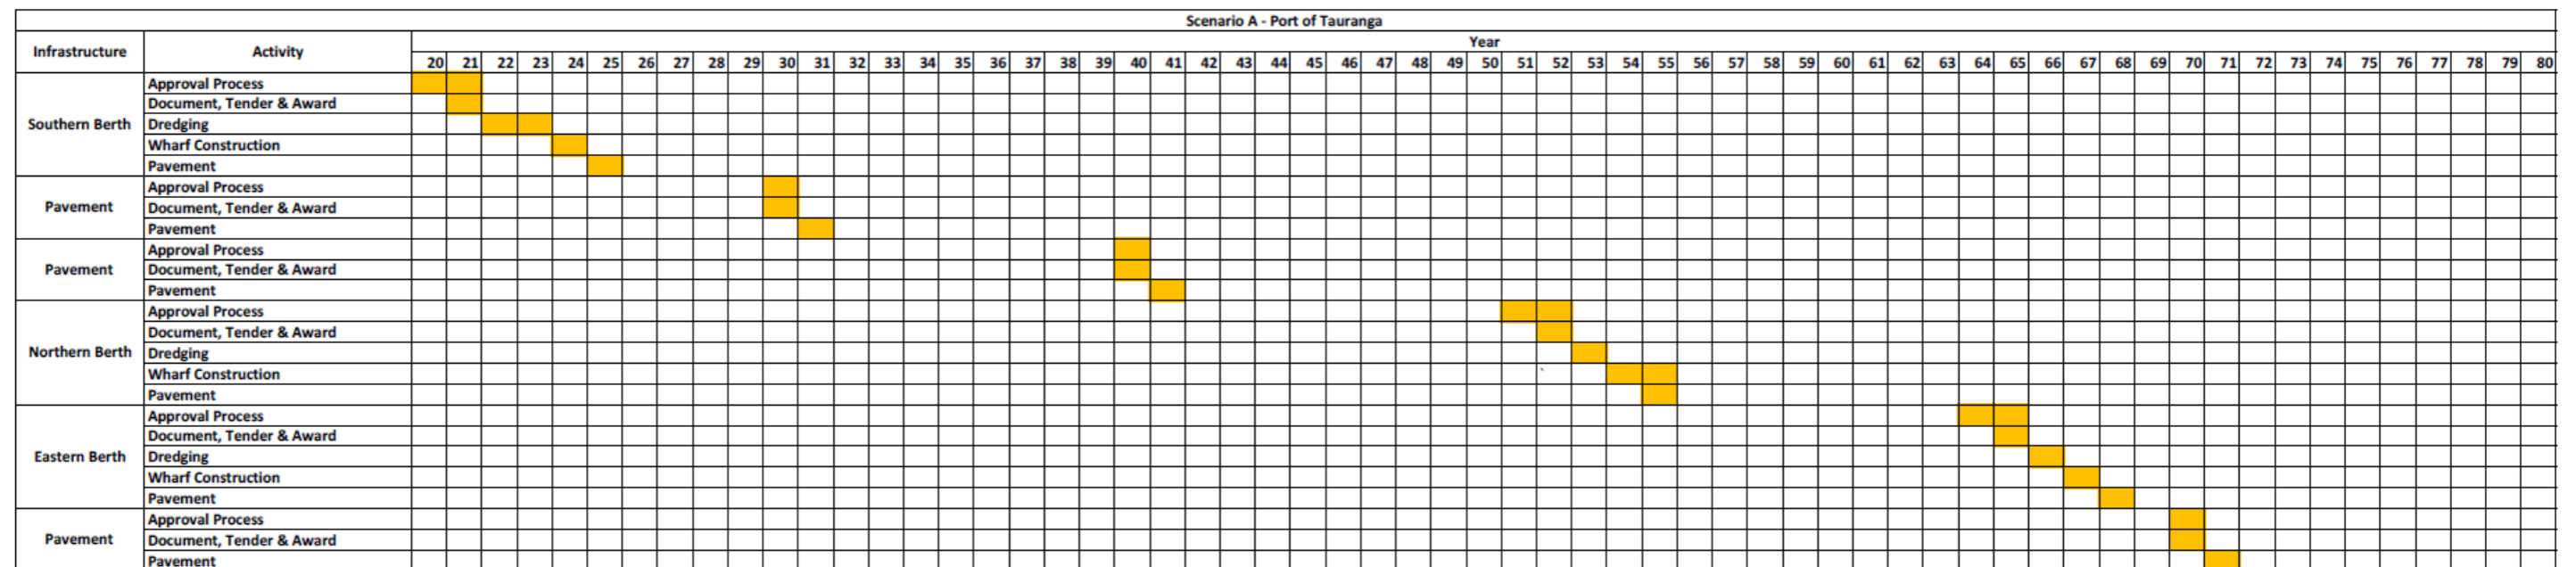 Scenario A - Port of Tauranga
Infrastructure Activity Year
20 21 22 23 24 25 26 27 28 29 30 31 32 33 34 35 36 37 38 39 40 41 42 43 44 45 46 47 48 49 50 51 52 53 54 55 56 57 58 59 60 61 62 63 64 65 66 67 68 69 70 71 72 73 74 75 76 77 78 79 80
Southern Berth
Approval Process
Document, Tender & Award
Dredging
Wharf Construction
Pavement
Pavement
Approval Process
Document, Tender & Award
Pavement
Pavement
Approval Process
Document, Tender & Award
Pavement
Northern Berth
Approval Process
Document, Tender & Award
Dredging
Wharf Construction
Pavement
Eastern Berth
Approval Process
Document, Tender & Award
Dredging
Wharf Construction
Pavement
Pavement
Approval Process
Document, Tender & Award
Pavement